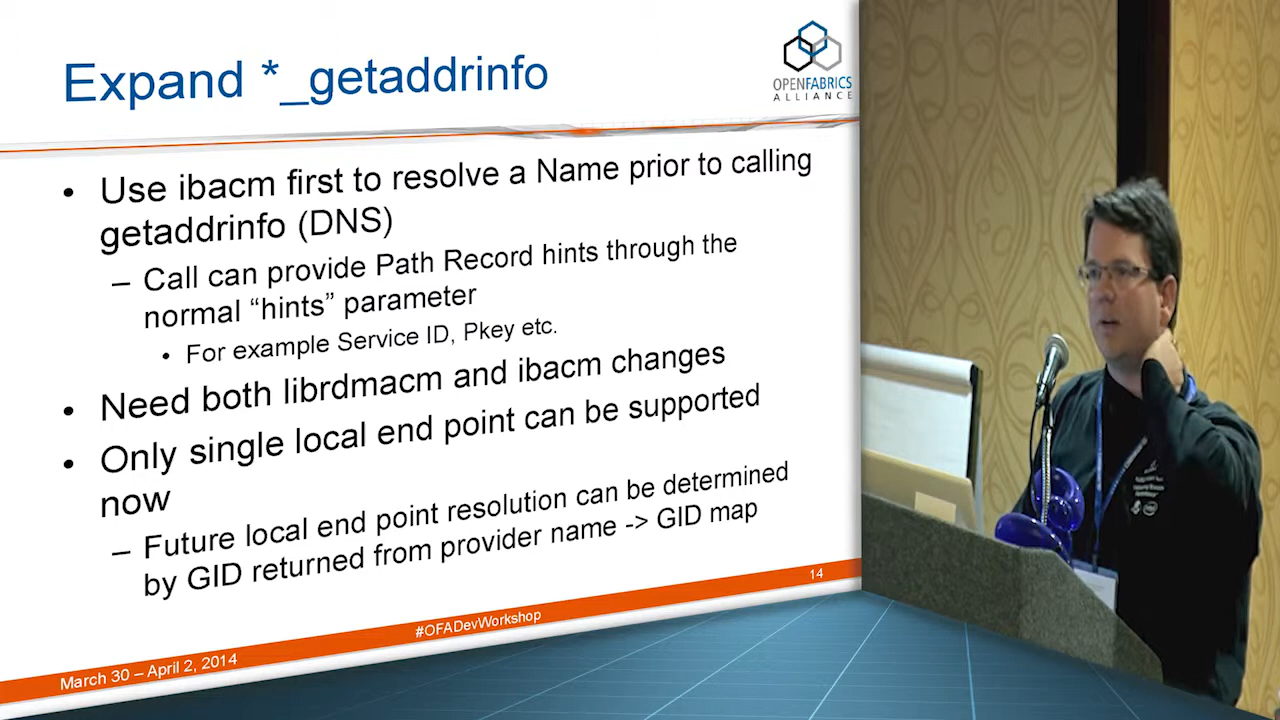 Expand *_getaddrinfo
OPENFABRICS
ALLIANCE
• Use ibacm first to resolve a Name prior to calling
getaddrinfo (DNS)
– Call can provide Path Record hints through the
normal “hints” parameter
• For example Service ID, Pkey etc.
• Need both librdmacm and ibacm changes
• Only single local end point can be supported
now
– Future local end point resolution can be determined
by GID returned from provider name -> GID map
14
#OFADevWorkshop
March 30 – April 2, 2014